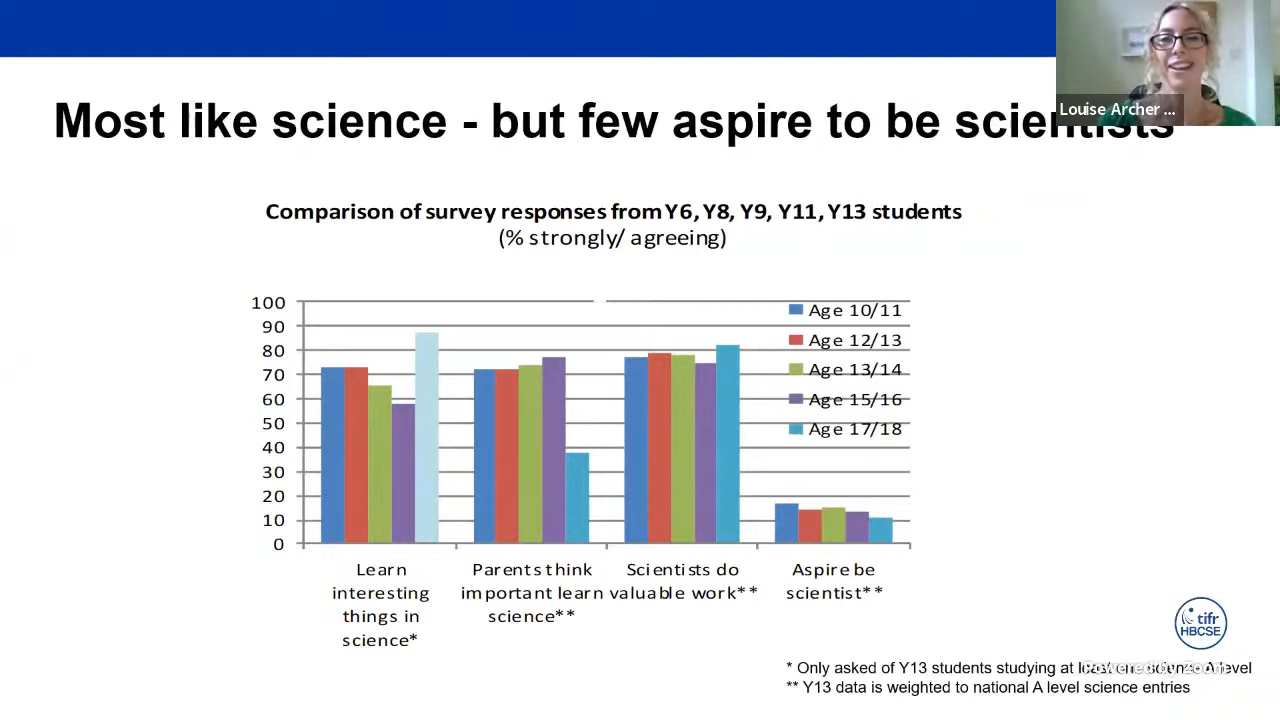 Louise Archer ...
Most like science - but few aspire to be scientists
Comparison of survey responses from Y6, Y8, Y9, Y11, Y13 students
(% strongly/ agreeing)
100
90
80
70
60
50
40
30
20
10
0
Age 10/11
Age 12/13
Age 13/14
Age 15/16
Age 17/18
Learn
interesting
things in
science*
Parents think
important learn
science**
Scientists do
valuable work**
Aspire be
scientist**
tifr
HBCSE
* Only asked of Y13 students studying at least one science A level
** Y13 data is weighted to national A level science entries
Powered by Zoom